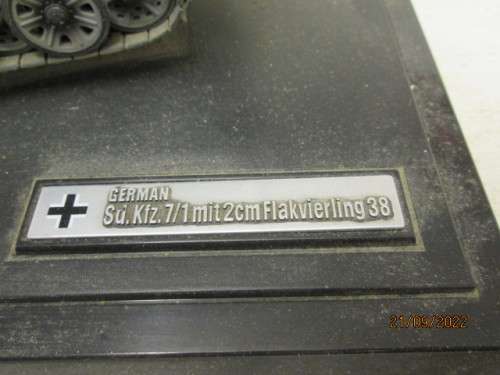 GERMAN
Sd. Kfz. 7/1 mit 2cm Flakvierling 38
21/09/2022